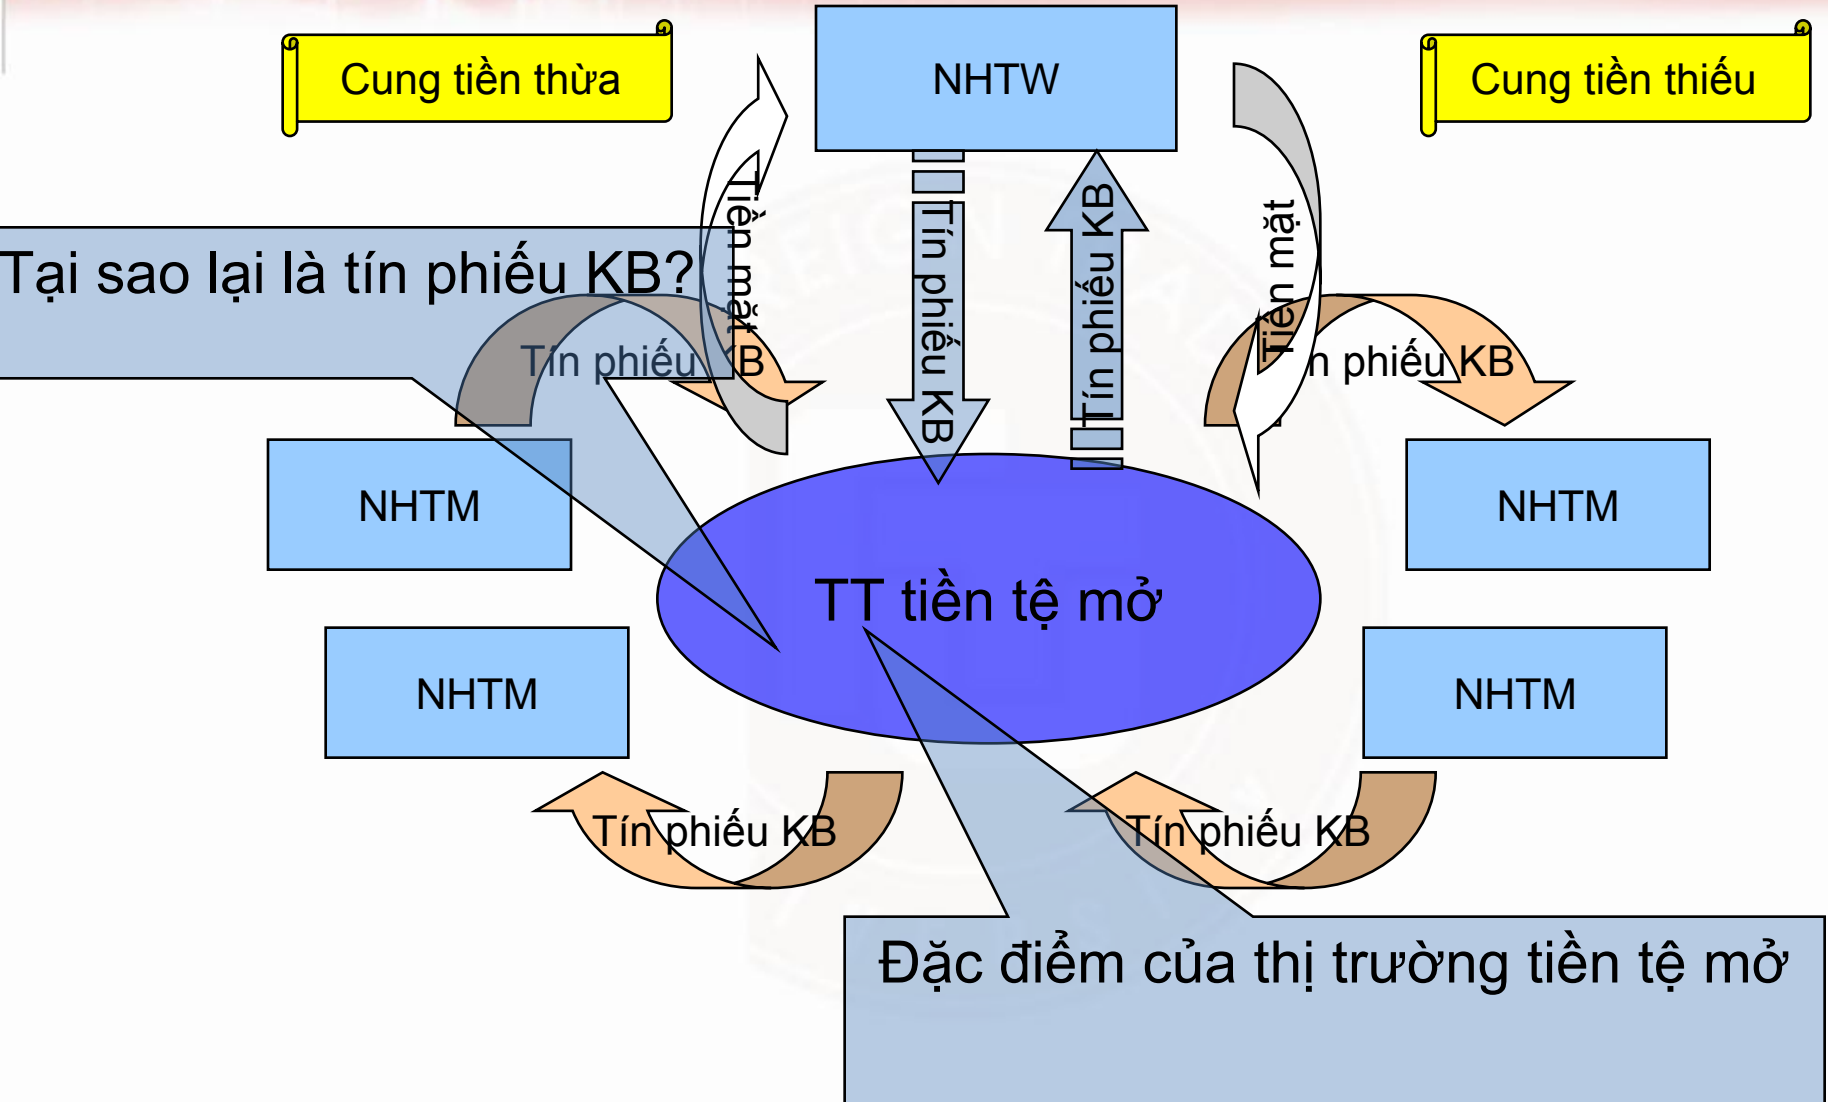 Cung tiền thừa
NHTW
Cung tiền thiếu
Tiền mặt
Tín phiếu KB
Tín phiếu KB
Tiền mặt
Tại sao lại là tín phiếu KB?
Tín phiếu KB
n phiếu KB
NHTM
NHTM
TT tiền tệ mở
NHTM
NHTM
Tín phiếu KB
Tín phiếu KB
Đặc điểm của thị trường tiền tệ mở